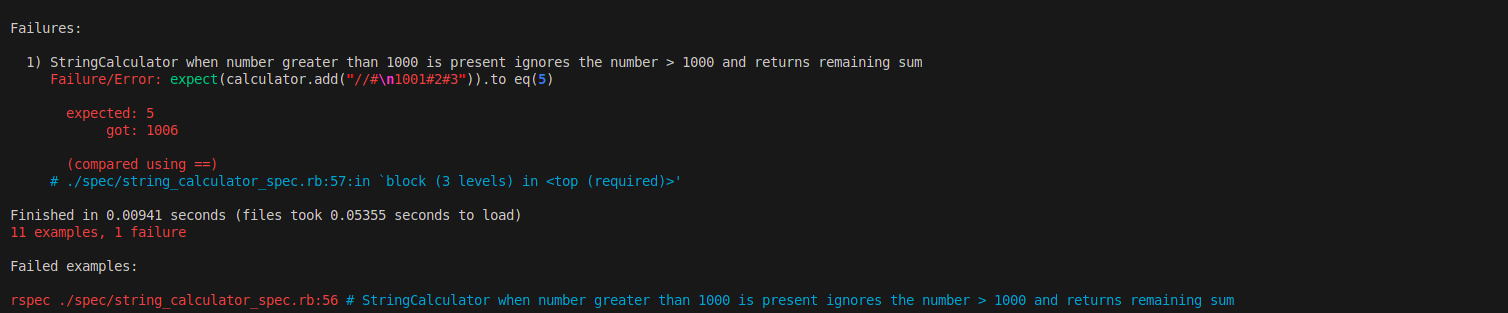 Failures:
1) StringCalculator when number greater than 1000 is present ignores the number > 1000 and returns remaining sum
Failure/Error: expect(calculator.add("//#\n1001#2#3")).to eq(5)
expected: 5
got: 1006
(compared using ==)
# ./spec/string_calculator_spec.rb:57:in `block (3 levels) in <top (required)>'
Finished in 0.00941 seconds (files took 0.05355 seconds to load)
11 examples, 1 failure
Failed examples:
rspec ./spec/string_calculator_spec.rb:56 # StringCalculator when number greater than 1000 is present ignores the number > 1000 and returns remaining sum